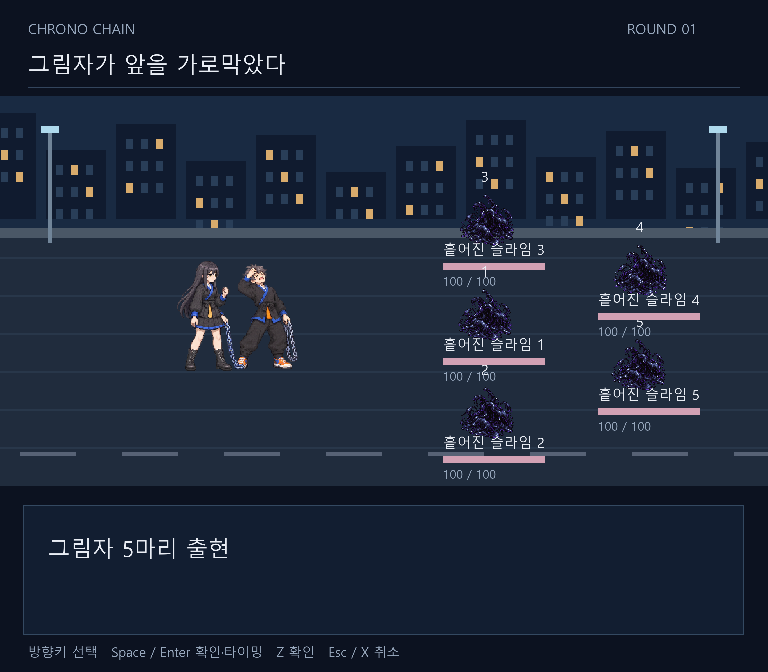 CHRONO CHAIN
ROUND 01
그림자가 앞을 가로막았다
3
흩어진 슬라임 3
100 / 100
4
흩어진 슬라임 4
100 / 100
1
흩어진 슬라임 1
100 / 100
5
흩어진 슬라임 5
100 / 100
2
흩어진 슬라임 2
100 / 100
그림자 5마리 출현
방향키 선택 Space / Enter 확인·타이밍 Z 확인 Esc / X 취소